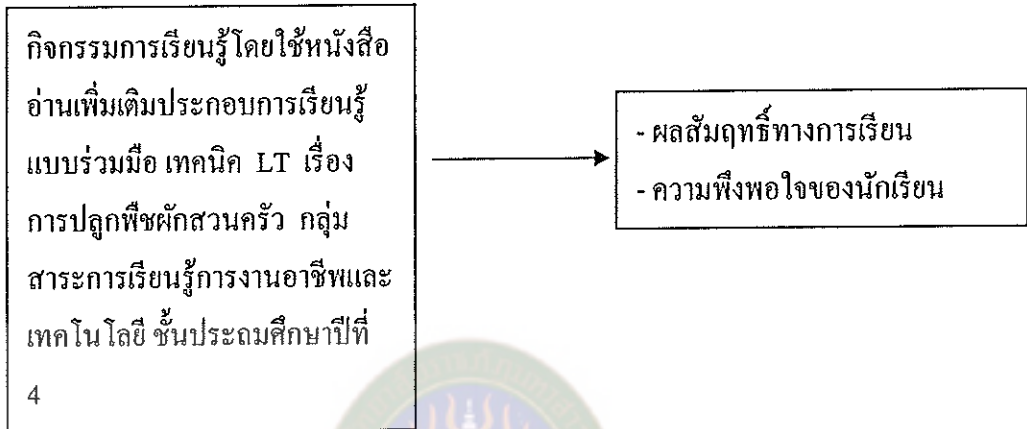 กิจกรรมการเรียนรู้โดยใช้หนังสือ
อ่านเพิ่มเติมประกอบการเรียนรู้
แบบร่วมมือ เทคนิค LT เรื่อง
การปลูกพืชผักสวนครัว กลุ่ม
สาระการเรียนรู้การงานอาชีพและ
เทคโนโลยี ชั้นประถมศึกษาปีที่
4
- ผลสัมฤทธิ์ทางการเรียน
- ความพึงพอใจของนักเรียน